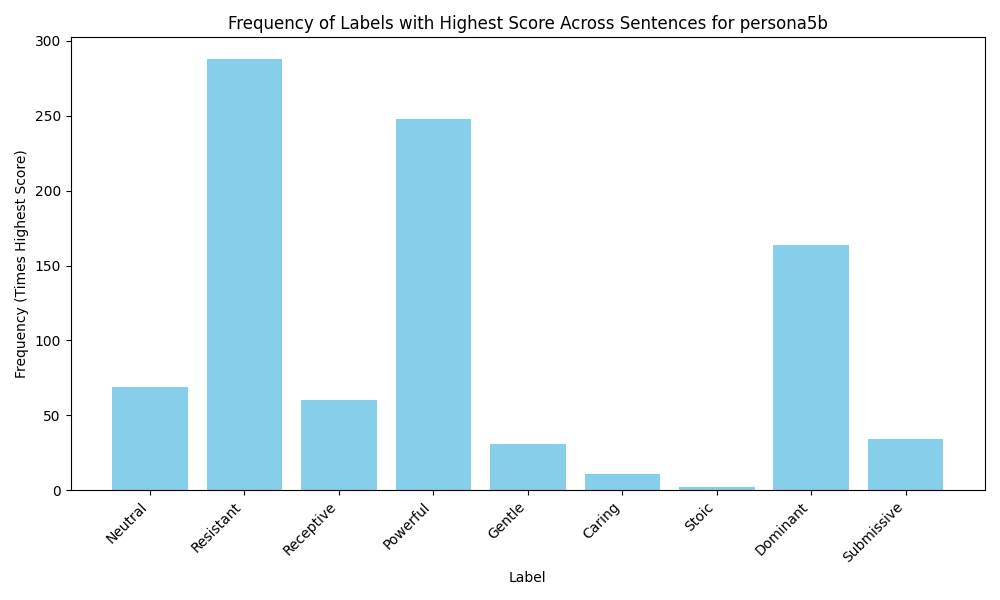 Frequency of Labels with Highest Score Across Sentences for persona5b
Frequency (Times Highest Score)
300
250
200
150
100
50
0
Neutral
Resistant
Receptive
Powerful
Gentle
Caring
Stoic
Dominant
Submissive
Label